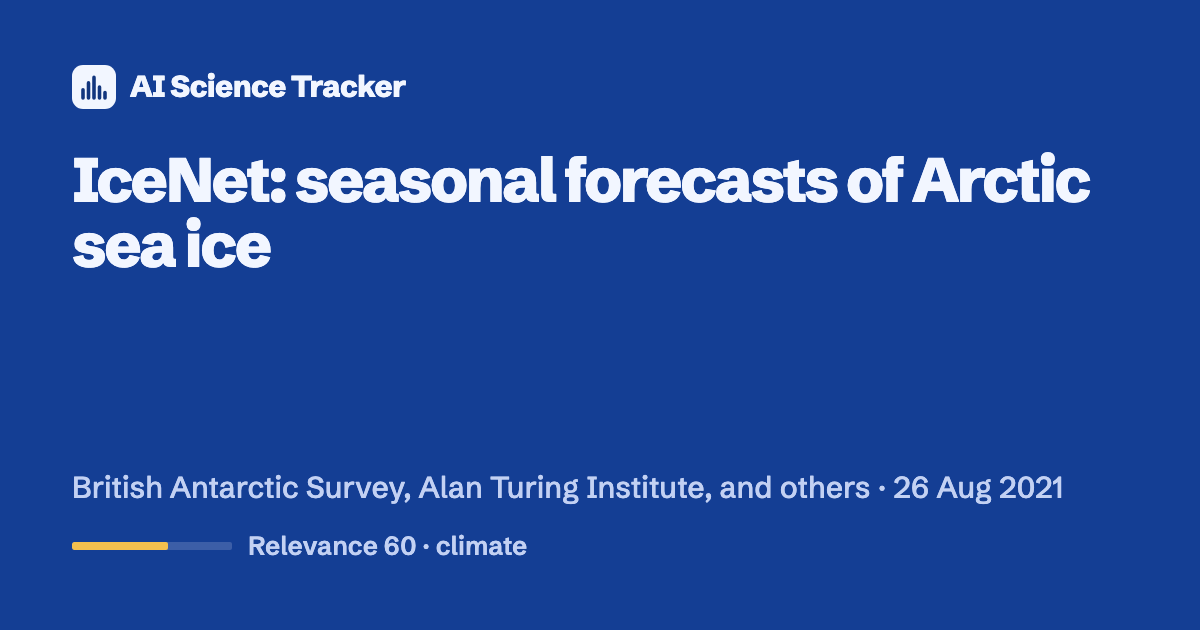 AI Science Tracker
IceNet: seasonal forecasts of Arctic
sea ice
British Antarctic Survey, Alan Turing Institute, and others · 26 Aug 2021
Relevance 60 · climate